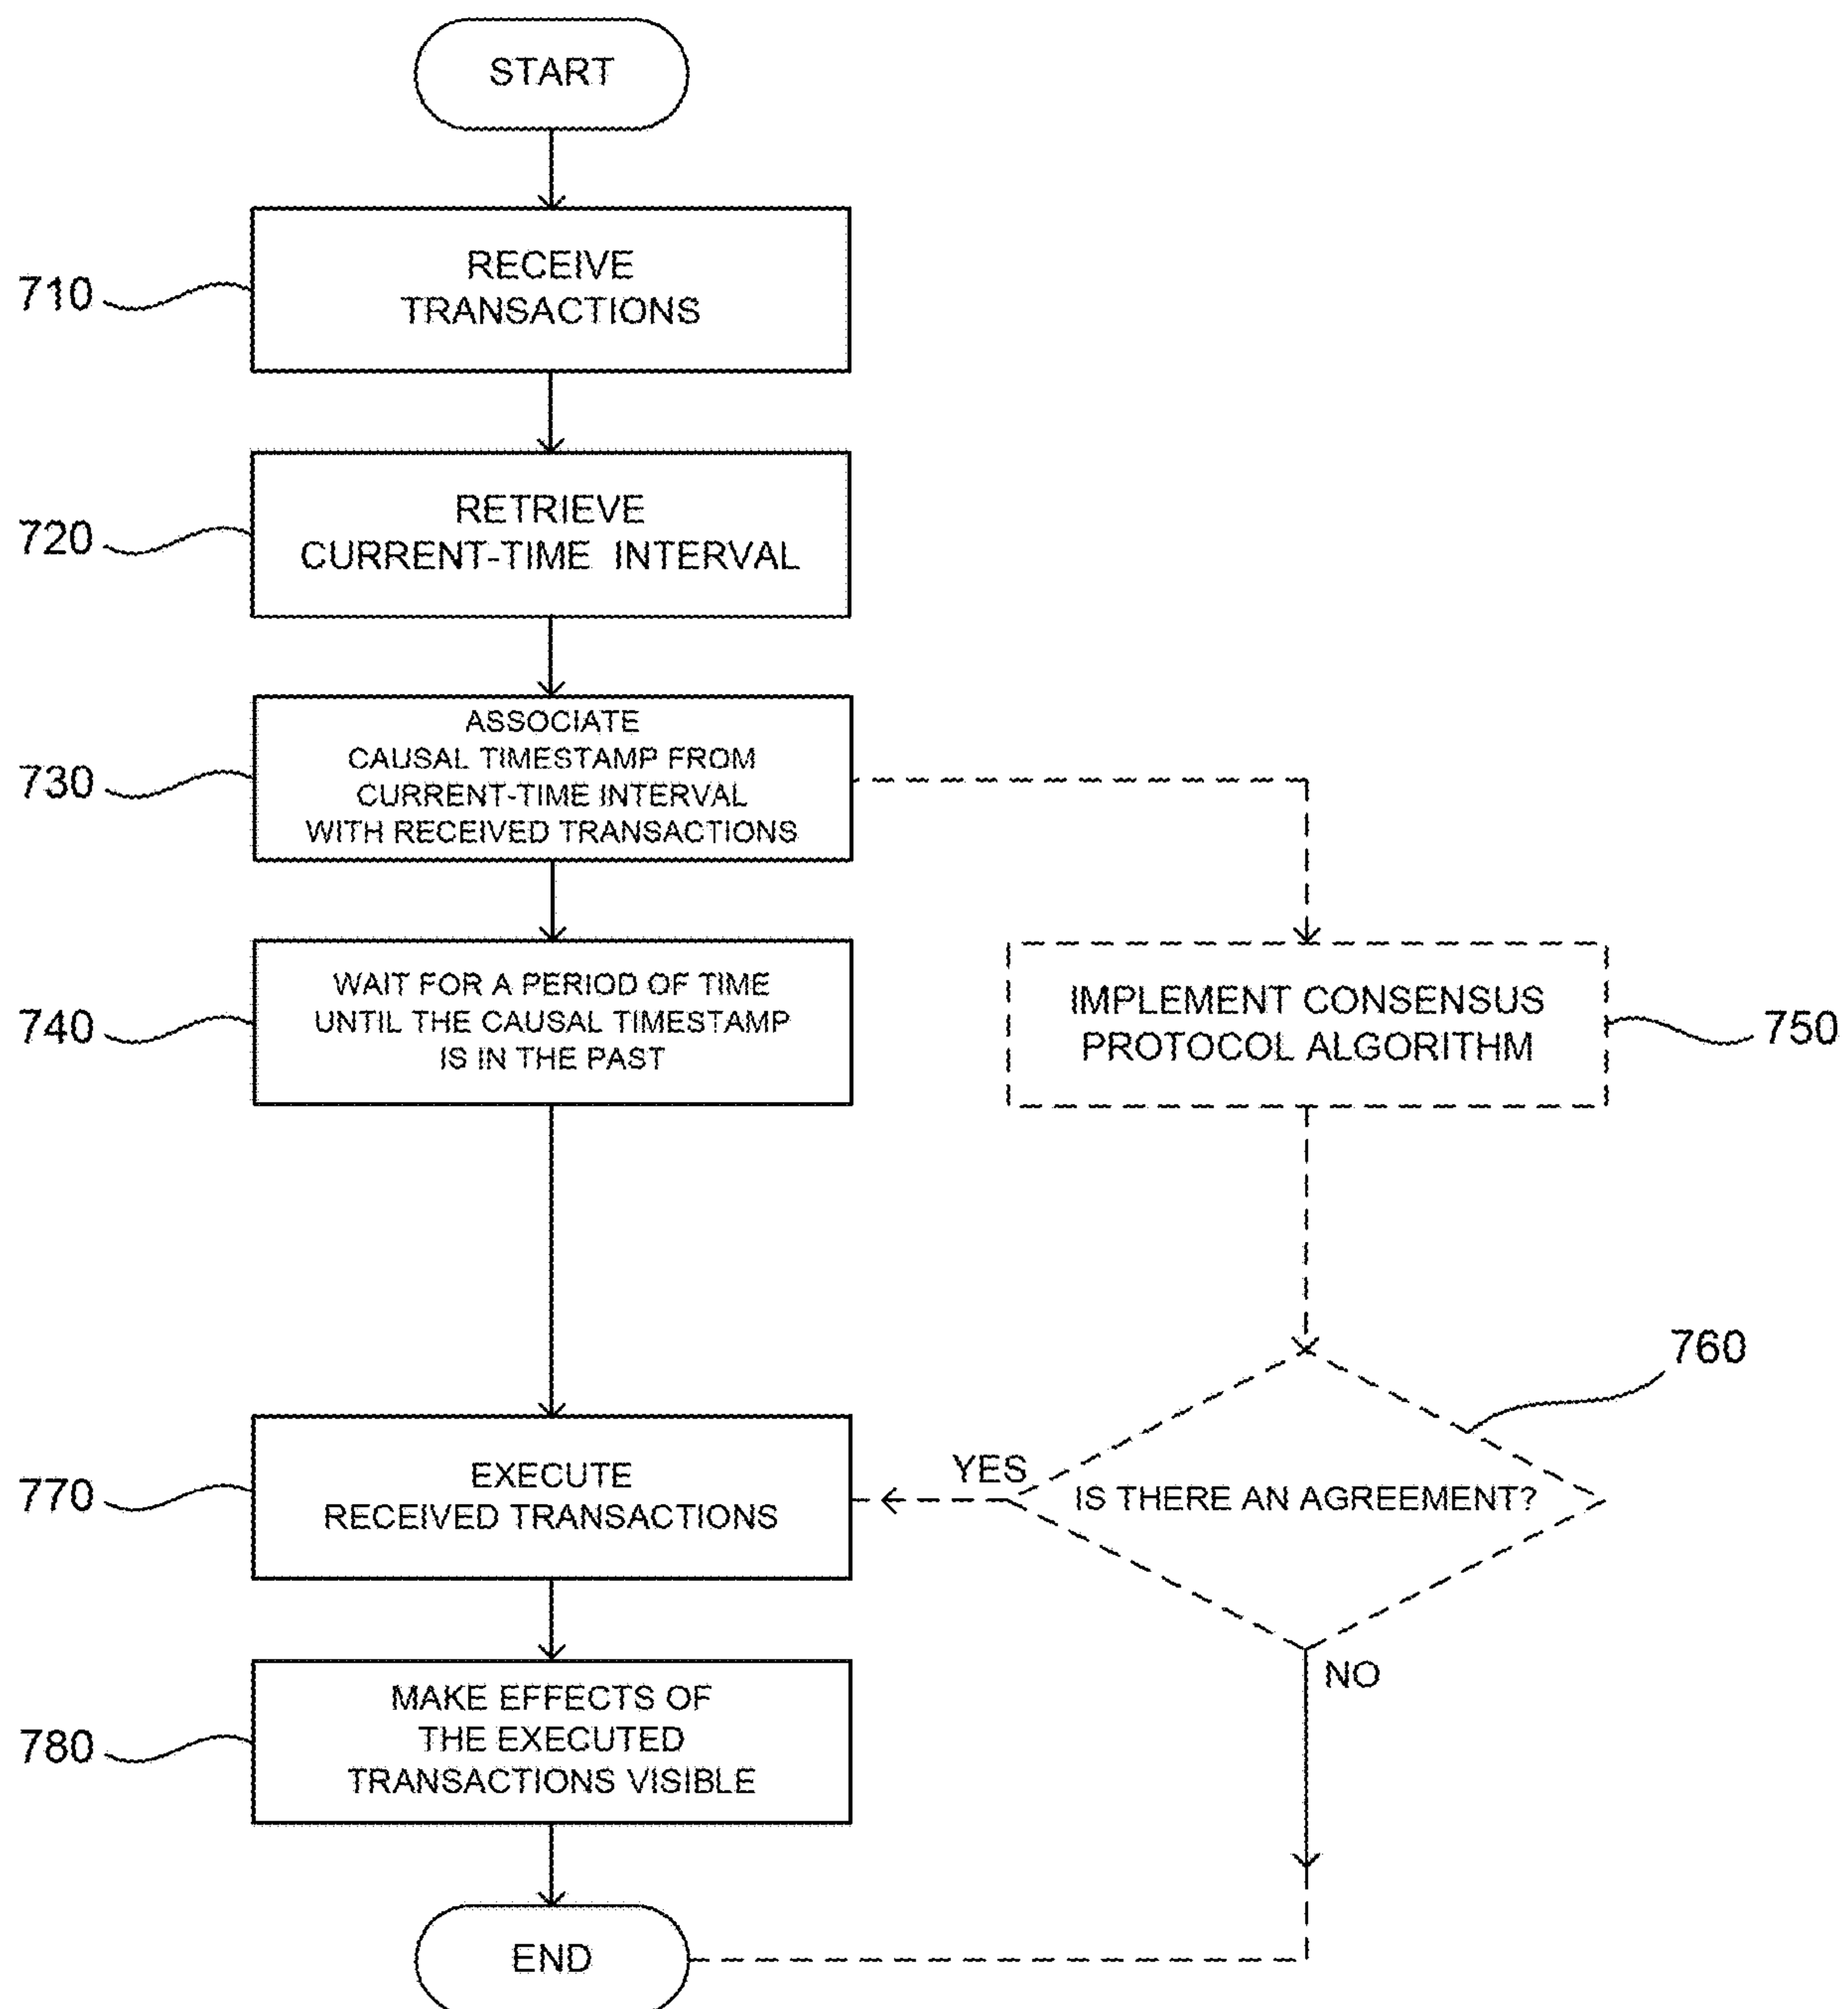 START
710
RECEIVE
TRANSACTIONS
720
RETRIEVE
CURRENT-TIME INTERVAL
730
ASSOCIATE
CAUSAL TIMESTAMP FROM
CURRENT-TIME INTERVAL
WITH RECEIVED TRANSACTIONS
740
WAIT FOR A PERIOD OF TIME
UNTIL THE CAUSAL TIMESTAMP
IS IN THE PAST
IMPLEMENT CONSENSUS
PROTOCOL ALGORITHM
750
760
IS THERE AN AGREEMENT?
YES
NO
770
EXECUTE
RECEIVED TRANSACTIONS
780
MAKE EFFECTS OF
THE EXECUTED
TRANSACTIONS VISIBLE
END